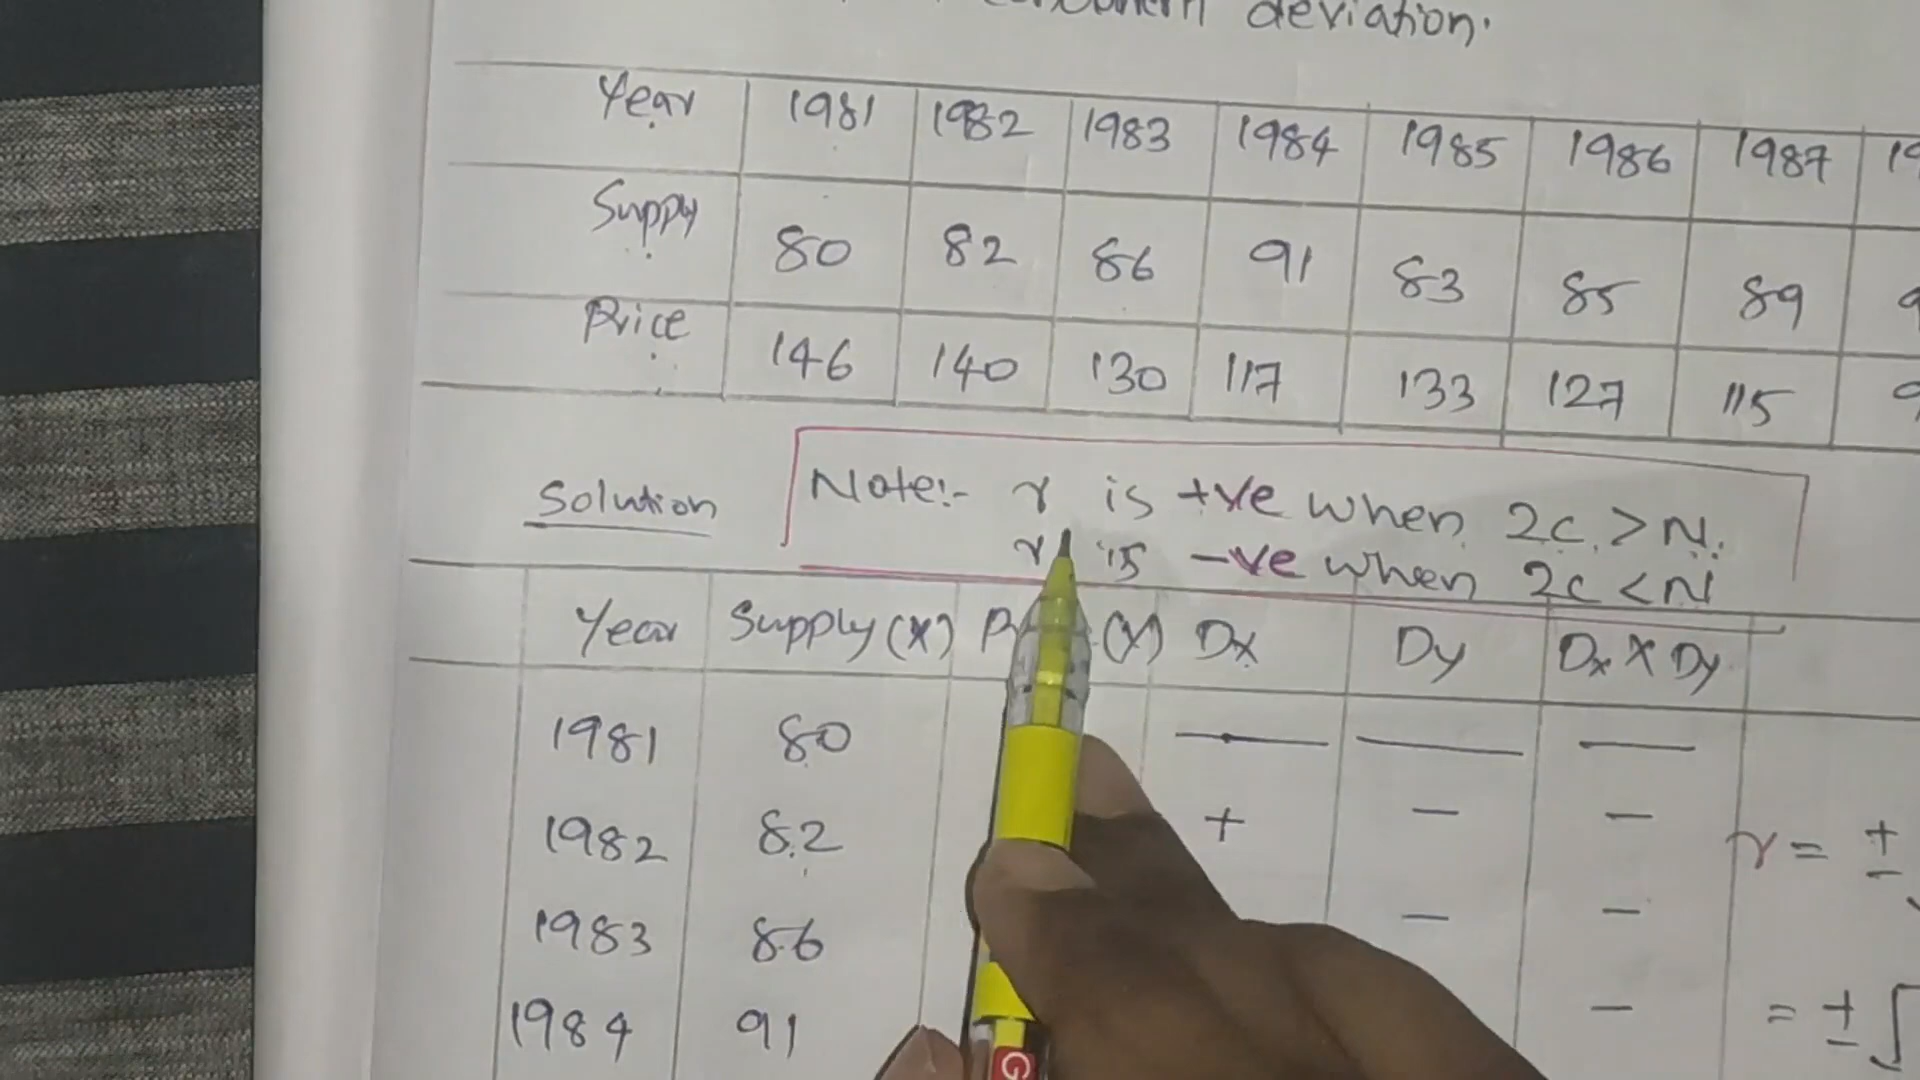 deviation.
Year 1981 1982 1983 1984 1985 1986 1987
Supply 80 82 86 91 83 85 89
Price 146 140 130 117 133 127 115
Solution
Note:- r is +ve when 2c > N.
r is -ve when 2c < N
Year Supply (X) (Y) Dx Dy Dx X Dy
1981 80 — — —
1982 82 + — —
r = ±
1983 86 — —
1984 91 —
= ± √
G